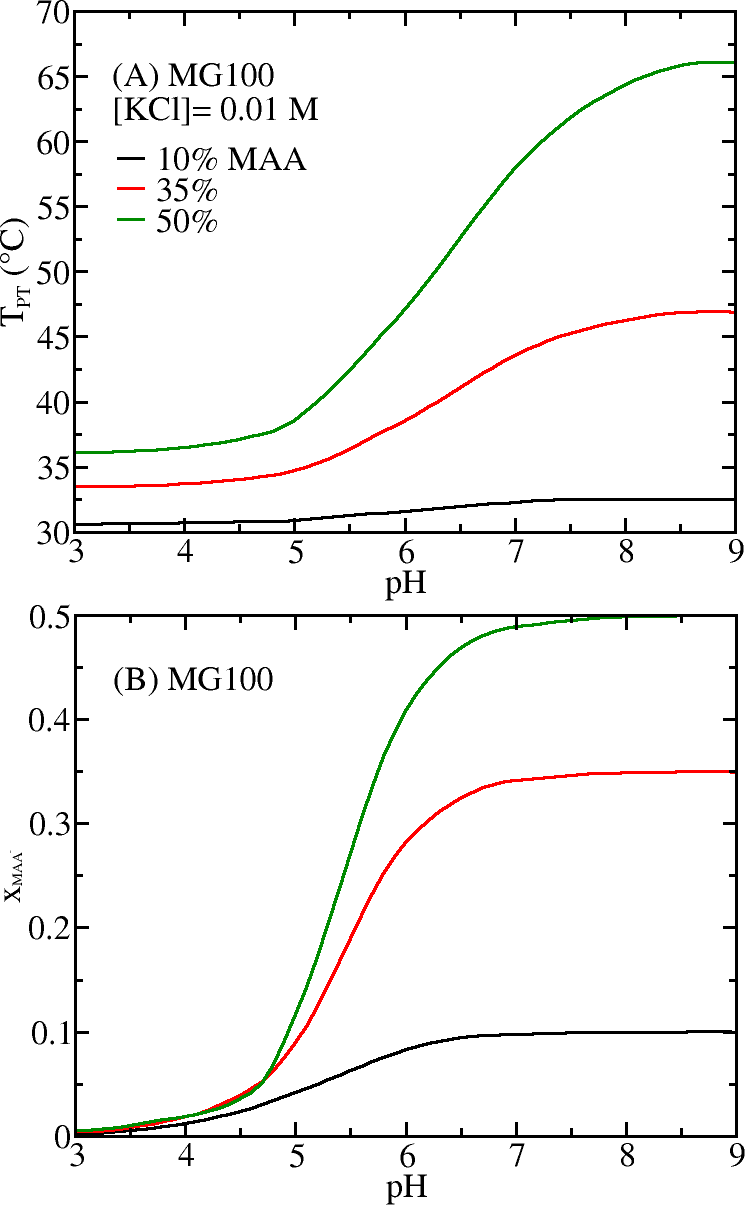 70
65
60
55
50
45
40
35
30
T_PT (°C)
(A) MG100
[KCl]= 0.01 M
10% MAA
35%
50%
3 4 5 6 7 8 9
pH
0.5
0.4
0.3
0.2
0.1
0
x_MAA⁻
(B) MG100
3 4 5 6 7 8 9
pH